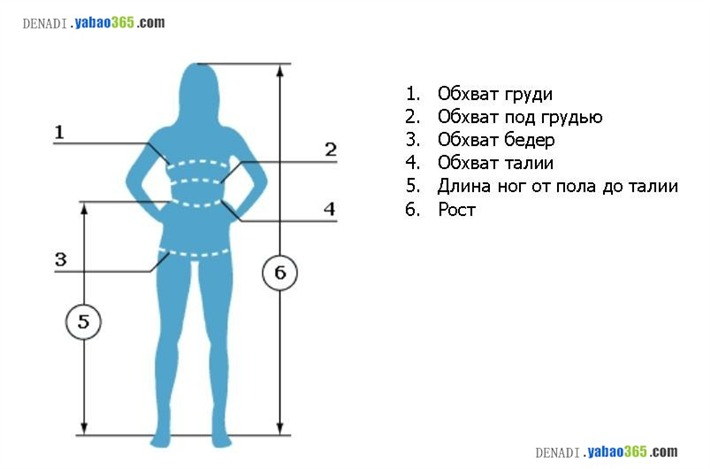 DENADI.yabao365.com
1
2
3
4
5
6
1. Обхват груди
2. Обхват под грудью
3. Обхват бедер
4. Обхват талии
5. Длина ног от пола до талии
6. Рост
DENADI.yabao365.com